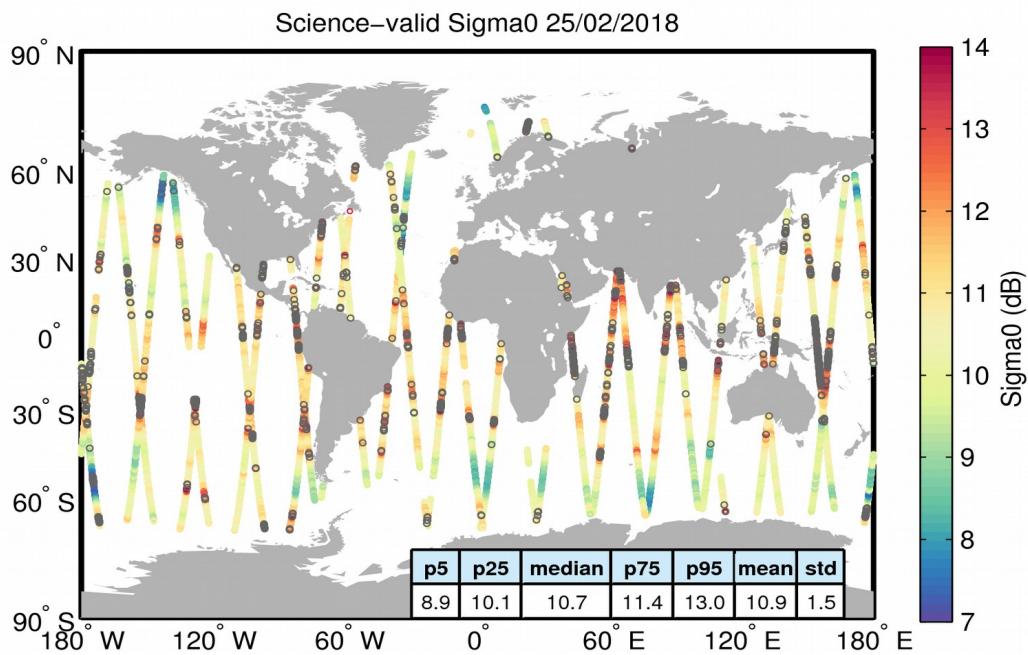 Science−valid Sigma0 25/02/2018
90° N
60° N
30° N
0°
30° S
60° S
90° S
180° W
120° W
60° W
0°
60° E
120° E
180° E
14
13
12
11
10
9
8
7
Sigma0 (dB)
p5 p25 median p75 p95 mean std
8.9 10.1 10.7 11.4 13.0 10.9 1.5